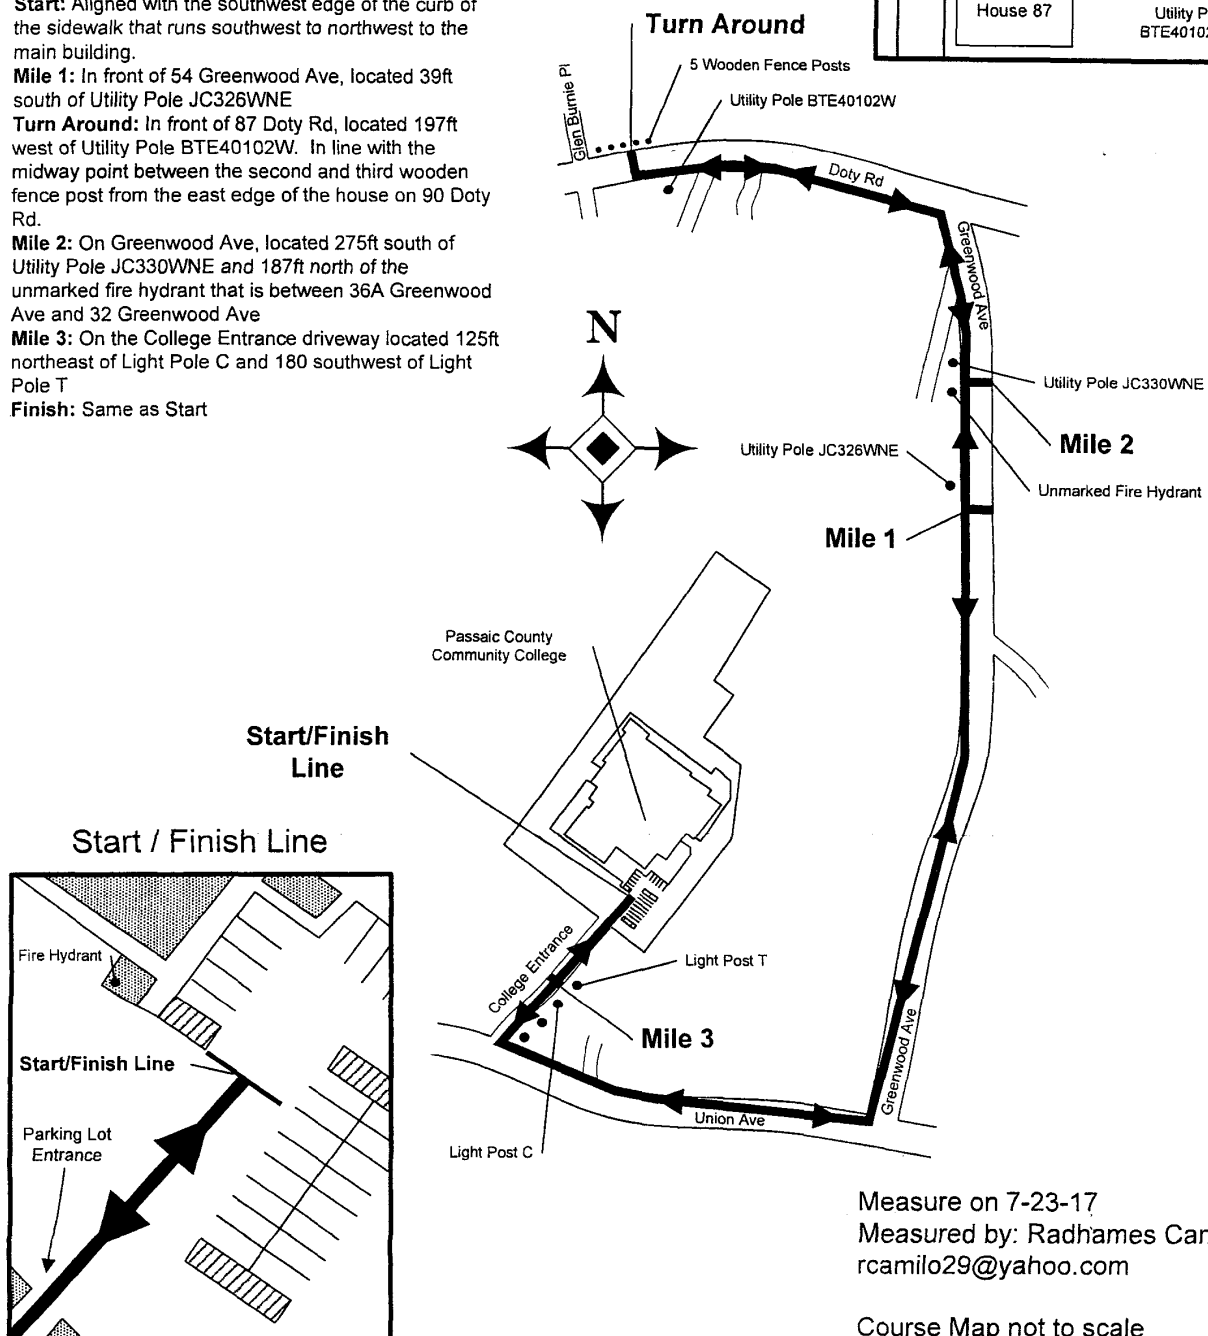 Start: Aligned with the southwest edge of the curb of
the sidewalk that runs southwest to northwest to the
main building.
Mile 1: In front of 54 Greenwood Ave, located 39ft
south of Utility Pole JC326WNE
Turn Around: In front of 87 Doty Rd, located 197ft
west of Utility Pole BTE40102W. In line with the
midway point between the second and third wooden
fence post from the east edge of the house on 90 Doty
Rd.
Mile 2: On Greenwood Ave, located 275ft south of
Utility Pole JC330WNE and 187ft north of the
unmarked fire hydrant that is between 36A Greenwood
Ave and 32 Greenwood Ave
Mile 3: On the College Entrance driveway located 125ft
northeast of Light Pole C and 180 southwest of Light
Pole T
Finish: Same as Start
Turn Around
House 87
Utility P
BTE40102
5 Wooden Fence Posts
Utility Pole BTE40102W
Glen Burnie Pl
Doty Rd
Greenwood Ave
N
Utility Pole JC330WNE
Mile 2
Utility Pole JC326WNE
Unmarked Fire Hydrant
Mile 1
Passaic County
Community College
Start/Finish
Line
College Entrance
Light Post T
Mile 3
Greenwood Ave
Union Ave
Light Post C
Start / Finish Line
Fire Hydrant
Start/Finish Line
Parking Lot
Entrance
Measure on 7-23-17
Measured by: Radhames Cam
rcamilo29@yahoo.com
Course Map not to scale